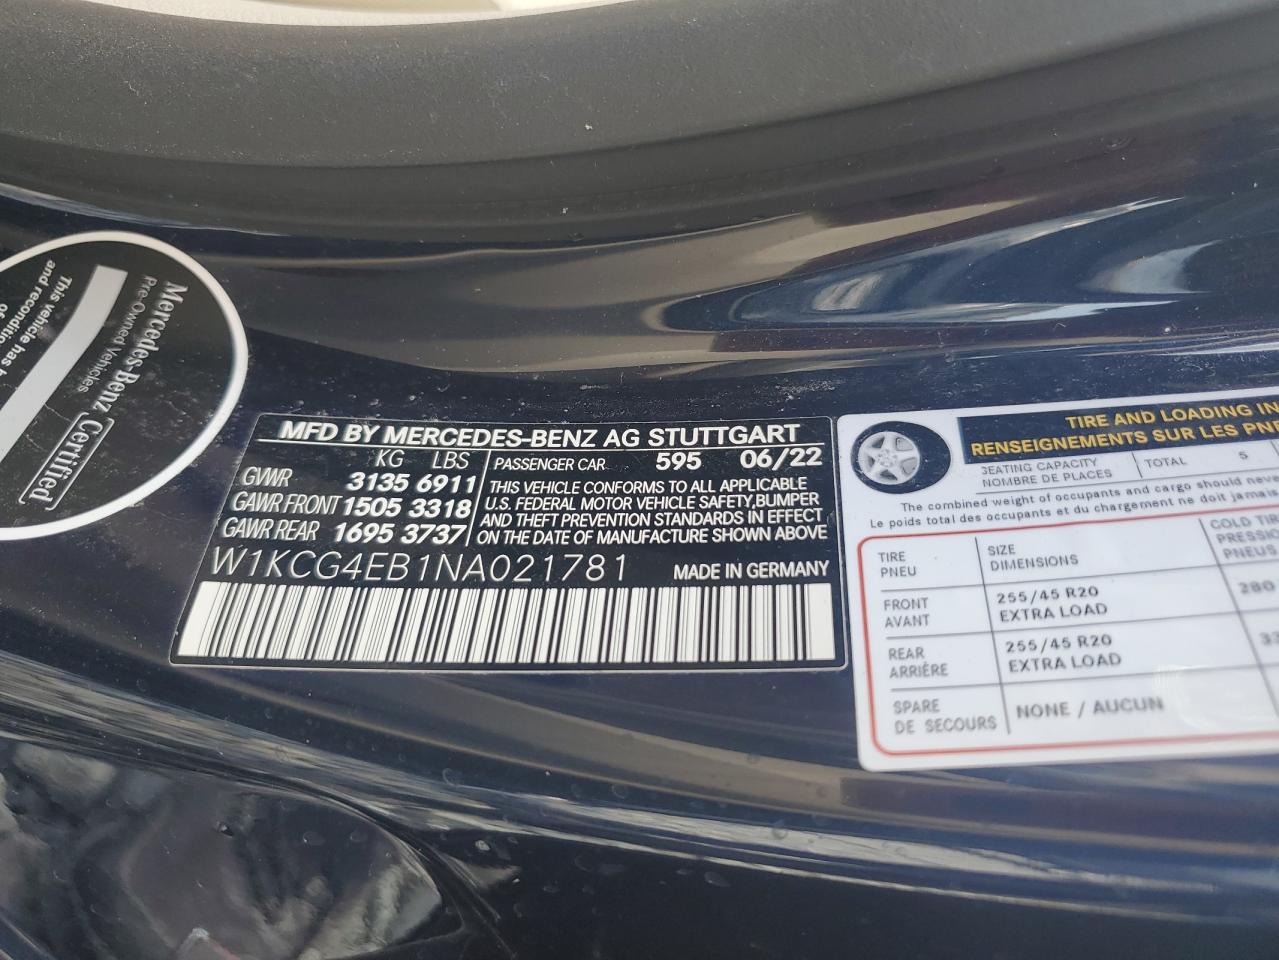 Mercedes-Benz Certified
Pre-Owned Vehicles
This vehicle has
and
MFD BY MERCEDES-BENZ AG STUTTGART
KG LBS
GVWR 3135 6911
GAWR FRONT 1505 3318
GAWR REAR 1695 3737
PASSENGER CAR 595 06/22
THIS VEHICLE CONFORMS TO ALL APPLICABLE
U.S. FEDERAL MOTOR VEHICLE SAFETY, BUMPER
AND THEFT PREVENTION STANDARDS IN EFFECT
ON THE DATE OF MANUFACTURE SHOWN ABOVE
W1KCG4EB1NA021781 MADE IN GERMANY
TIRE AND LOADING
RENSEIGNEMENTS SUR LES
SEATING CAPACITY
NOMBRE DE PLACES
TOTAL 5
The combined weight of occupants and cargo should never
Le poids total des occupants et du chargement ne doit jamais
TIRE
PNEU
SIZE
DIMENSIONS
COLD
PNEUS
FRONT
AVANT
255/45 R20
EXTRA LOAD
280
REAR
ARRIÈRE
255/45 R20
EXTRA LOAD
SPARE
DE SECOURS
NONE / AUCUN